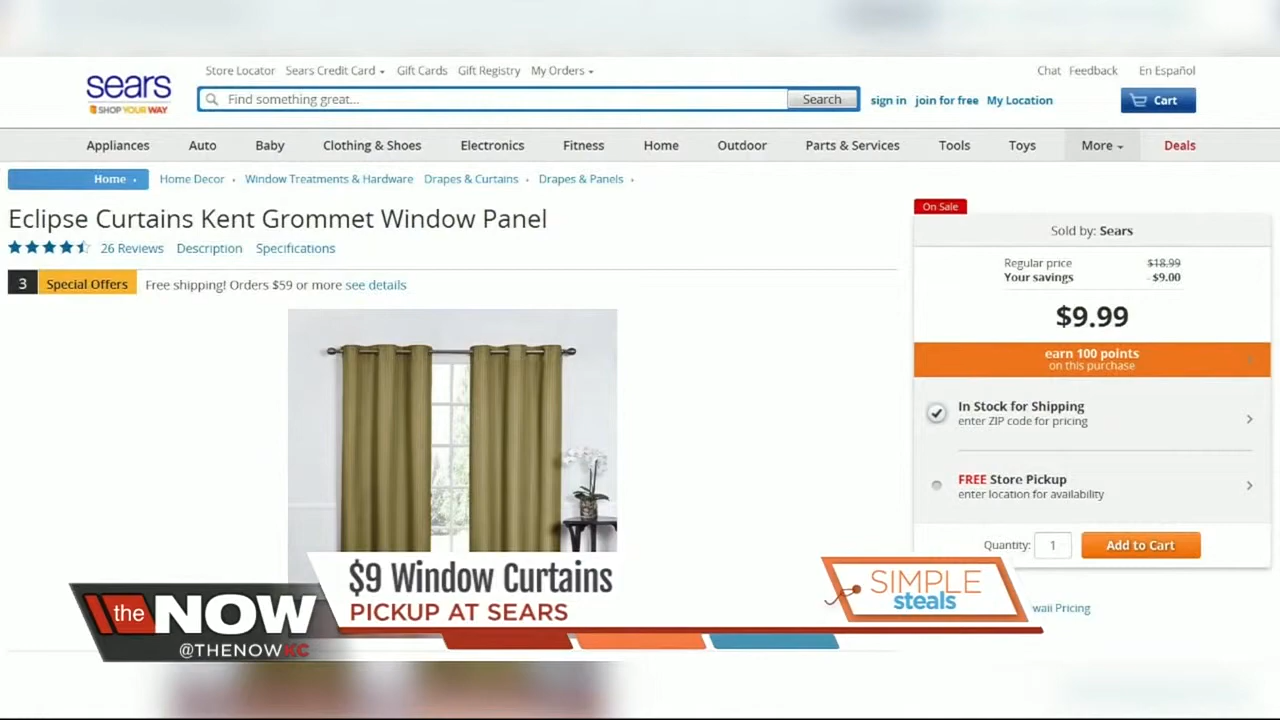 Store Locator Sears Credit Card Gift Cards Gift Registry My Orders Chat Feedback En Español
sears
SHOP YOUR WAY
Find something great... Search sign in join for free My Location Cart
Appliances Auto Baby Clothing & Shoes Electronics Fitness Home Outdoor Parts & Services Tools Toys More Deals
Home Home Decor Window Treatments & Hardware Drapes & Curtains Drapes & Panels
Eclipse Curtains Kent Grommet Window Panel
26 Reviews Description Specifications
3 Special Offers Free shipping! Orders $59 or more see details
On Sale
Sold by: Sears
Regular price $18.99
Your savings - $9.00
$9.99
earn 100 points
on this purchase
In Stock for Shipping
enter ZIP code for pricing
FREE Store Pickup
enter location for availability
Quantity: 1 Add to Cart
waii Pricing
$9 Window Curtains
PICKUP AT SEARS
the NOW
@THENOWKC
SIMPLE
steals